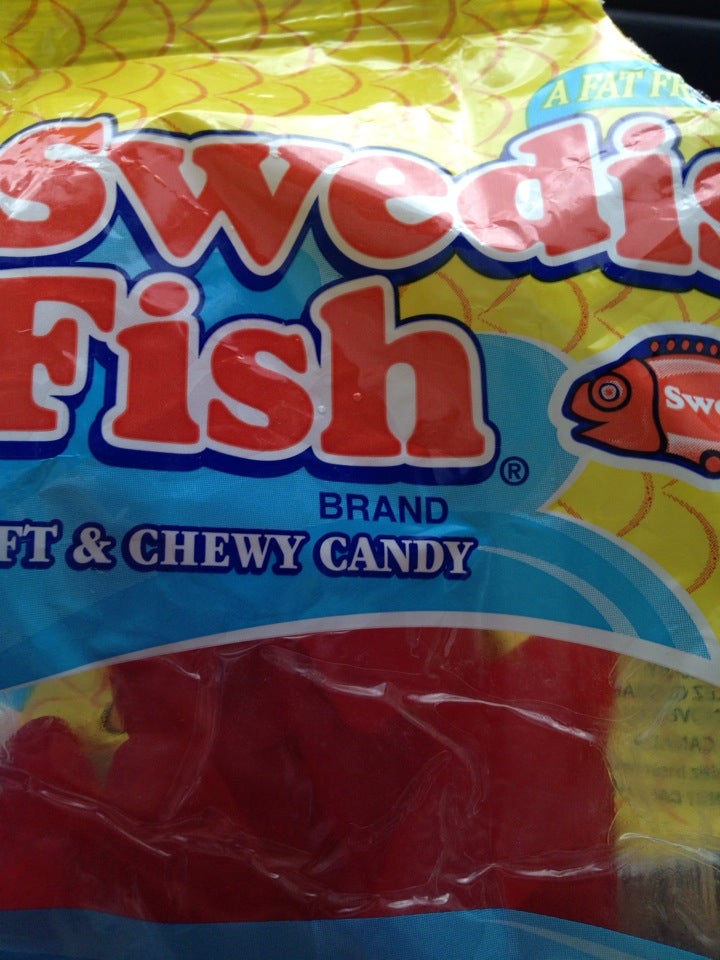 A FAT FR
Swedis
Fish®
Swe
BRAND
FT & CHEWY CANDY